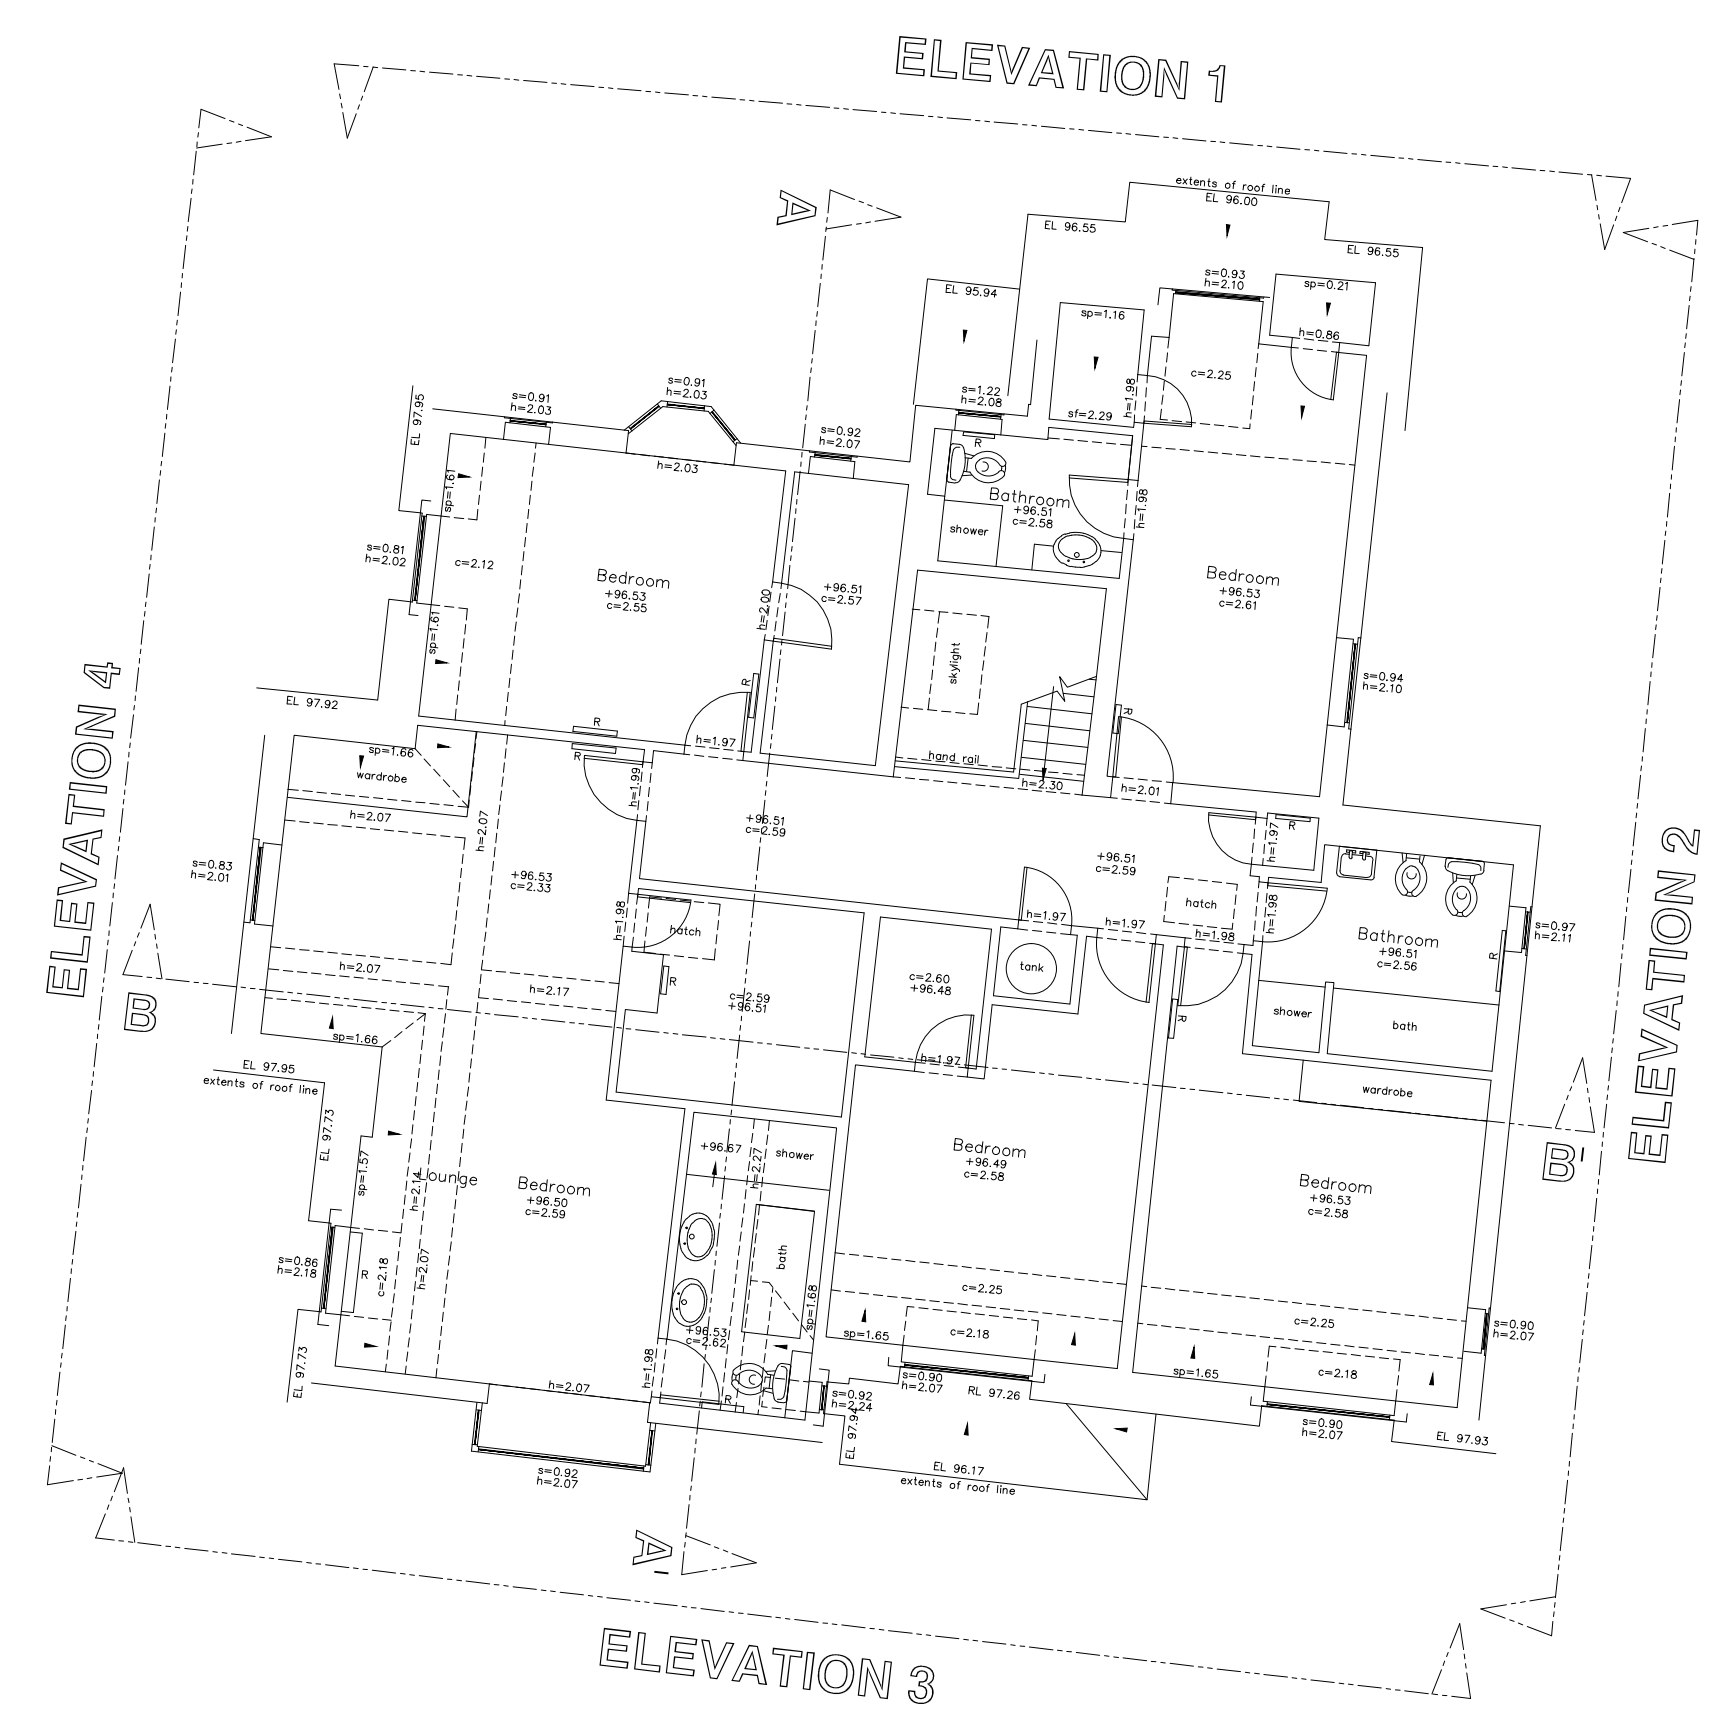 ELEVATION 1
extents of roof line
EL 96.00
A
EL 96.55
EL 96.55
s=0.93
h=2.10
sp=0.21
EL 95.94
sp=1.16
h=0.86
c=2.25
h=1.98
s=1.22
h=2.08
sf=2.29
s=0.91
h=2.03
s=0.91
h=2.03
EL 97.95
s=0.92
h=2.07
R
h=2.03
sp=1.61
Bathroom
+96.51
c=2.58
h=1.98
shower
s=0.81
h=2.02
c=2.12
Bedroom
+96.53
c=2.55
+96.51
c=2.57
h=2.00
Bedroom
+96.53
c=2.61
sp=1.61
skylight
s=0.94
h=2.10
R
R
EL 97.92
R
R
h=1.97
sp=1.66
wardrobe
R
h=1.99
hand rail
h=2.30
h=2.01
h=2.07
h=2.07
+96.51
c=2.59
R
h=1.97
ELEVATION 4
ELEVATION 2
s=0.83
h=2.01
+96.53
c=2.33
+96.51
c=2.59
h=1.98
hatch
h=1.97
h=1.97
hatch
h=1.98
h=1.98
Bathroom
+96.51
c=2.56
s=0.97
h=2.11
R
h=2.07
h=2.17
R
c=2.59
+96.51
c=2.60
+96.48
tank
R
shower
bath
B
sp=1.66
h=1.97
EL 97.95
extents of roof line
wardrobe
EL 97.73
B'
+96.67
shower
h=2.27
Bedroom
+96.49
c=2.58
sp=1.57
h=2.14
Lounge
Bedroom
+96.50
c=2.59
Bedroom
+96.53
c=2.58
bath
s=0.86
h=2.18
R
c=2.18
h=2.07
c=2.25
sp=1.68
+96.53
c=2.62
sp=1.65
c=2.18
c=2.25
s=0.90
h=2.07
EL 97.73
h=2.07
h=1.98
R
s=0.92
h=2.24
s=0.90
h=2.07
RL 97.26
sp=1.65
c=2.18
EL 97.94
s=0.90
h=2.07
EL 97.93
s=0.92
h=2.07
EL 96.17
extents of roof line
A'
ELEVATION 3